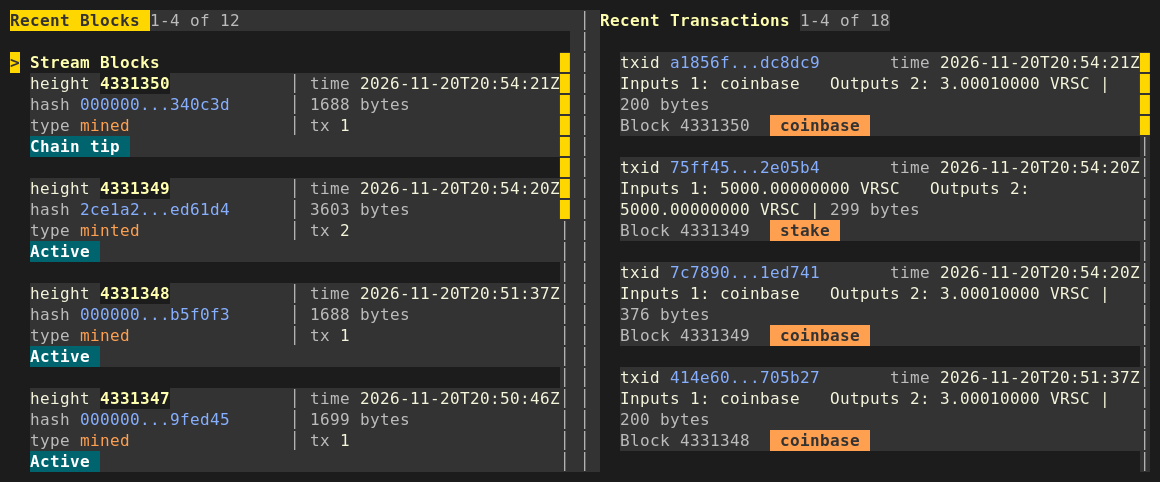 Recent Blocks 1-4 of 12
> Stream Blocks
height 4331350 | time 2026-11-20T20:54:21Z
hash 000000...340c3d | 1688 bytes
type mined | tx 1
Chain tip
height 4331349 | time 2026-11-20T20:54:20Z
hash 2ce1a2...ed61d4 | 3603 bytes
type minted | tx 2
Active
height 4331348 | time 2026-11-20T20:51:37Z
hash 000000...b5f0f3 | 1688 bytes
type mined | tx 1
Active
height 4331347 | time 2026-11-20T20:50:46Z
hash 000000...9fed45 | 1699 bytes
type mined | tx 1
Active
Recent Transactions 1-4 of 18
txid a1856f...dc8dc9 time 2026-11-20T20:54:21Z
Inputs 1: coinbase Outputs 2: 3.00010000 VRSC |
200 bytes
Block 4331350 coinbase
txid 75ff45...2e05b4 time 2026-11-20T20:54:20Z
Inputs 1: 5000.00000000 VRSC Outputs 2:
5000.00000000 VRSC | 299 bytes
Block 4331349 stake
txid 7c7890...1ed741 time 2026-11-20T20:54:20Z
Inputs 1: coinbase Outputs 2: 3.00010000 VRSC |
376 bytes
Block 4331349 coinbase
txid 414e60...705b27 time 2026-11-20T20:51:37Z
Inputs 1: coinbase Outputs 2: 3.00010000 VRSC |
200 bytes
Block 4331348 coinbase